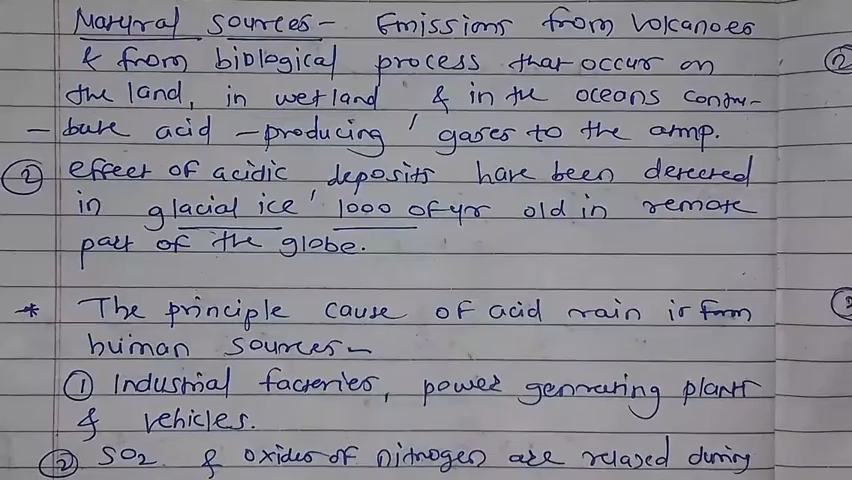 Natural sources - Emissions from volcanoes
& from biological process that occur on
the land, in wetland & in the oceans contri-
- bute acid - producing gases to the atmp.
② effect of acidic deposits have been detected
in glacial ice 1000 of yr old in remote
part of the globe.
* The principle cause of acid rain is from
human sources -
① Industrial factories, power genrating plants
& vehicles.
② SO2 & oxides of nitrogen are relased during